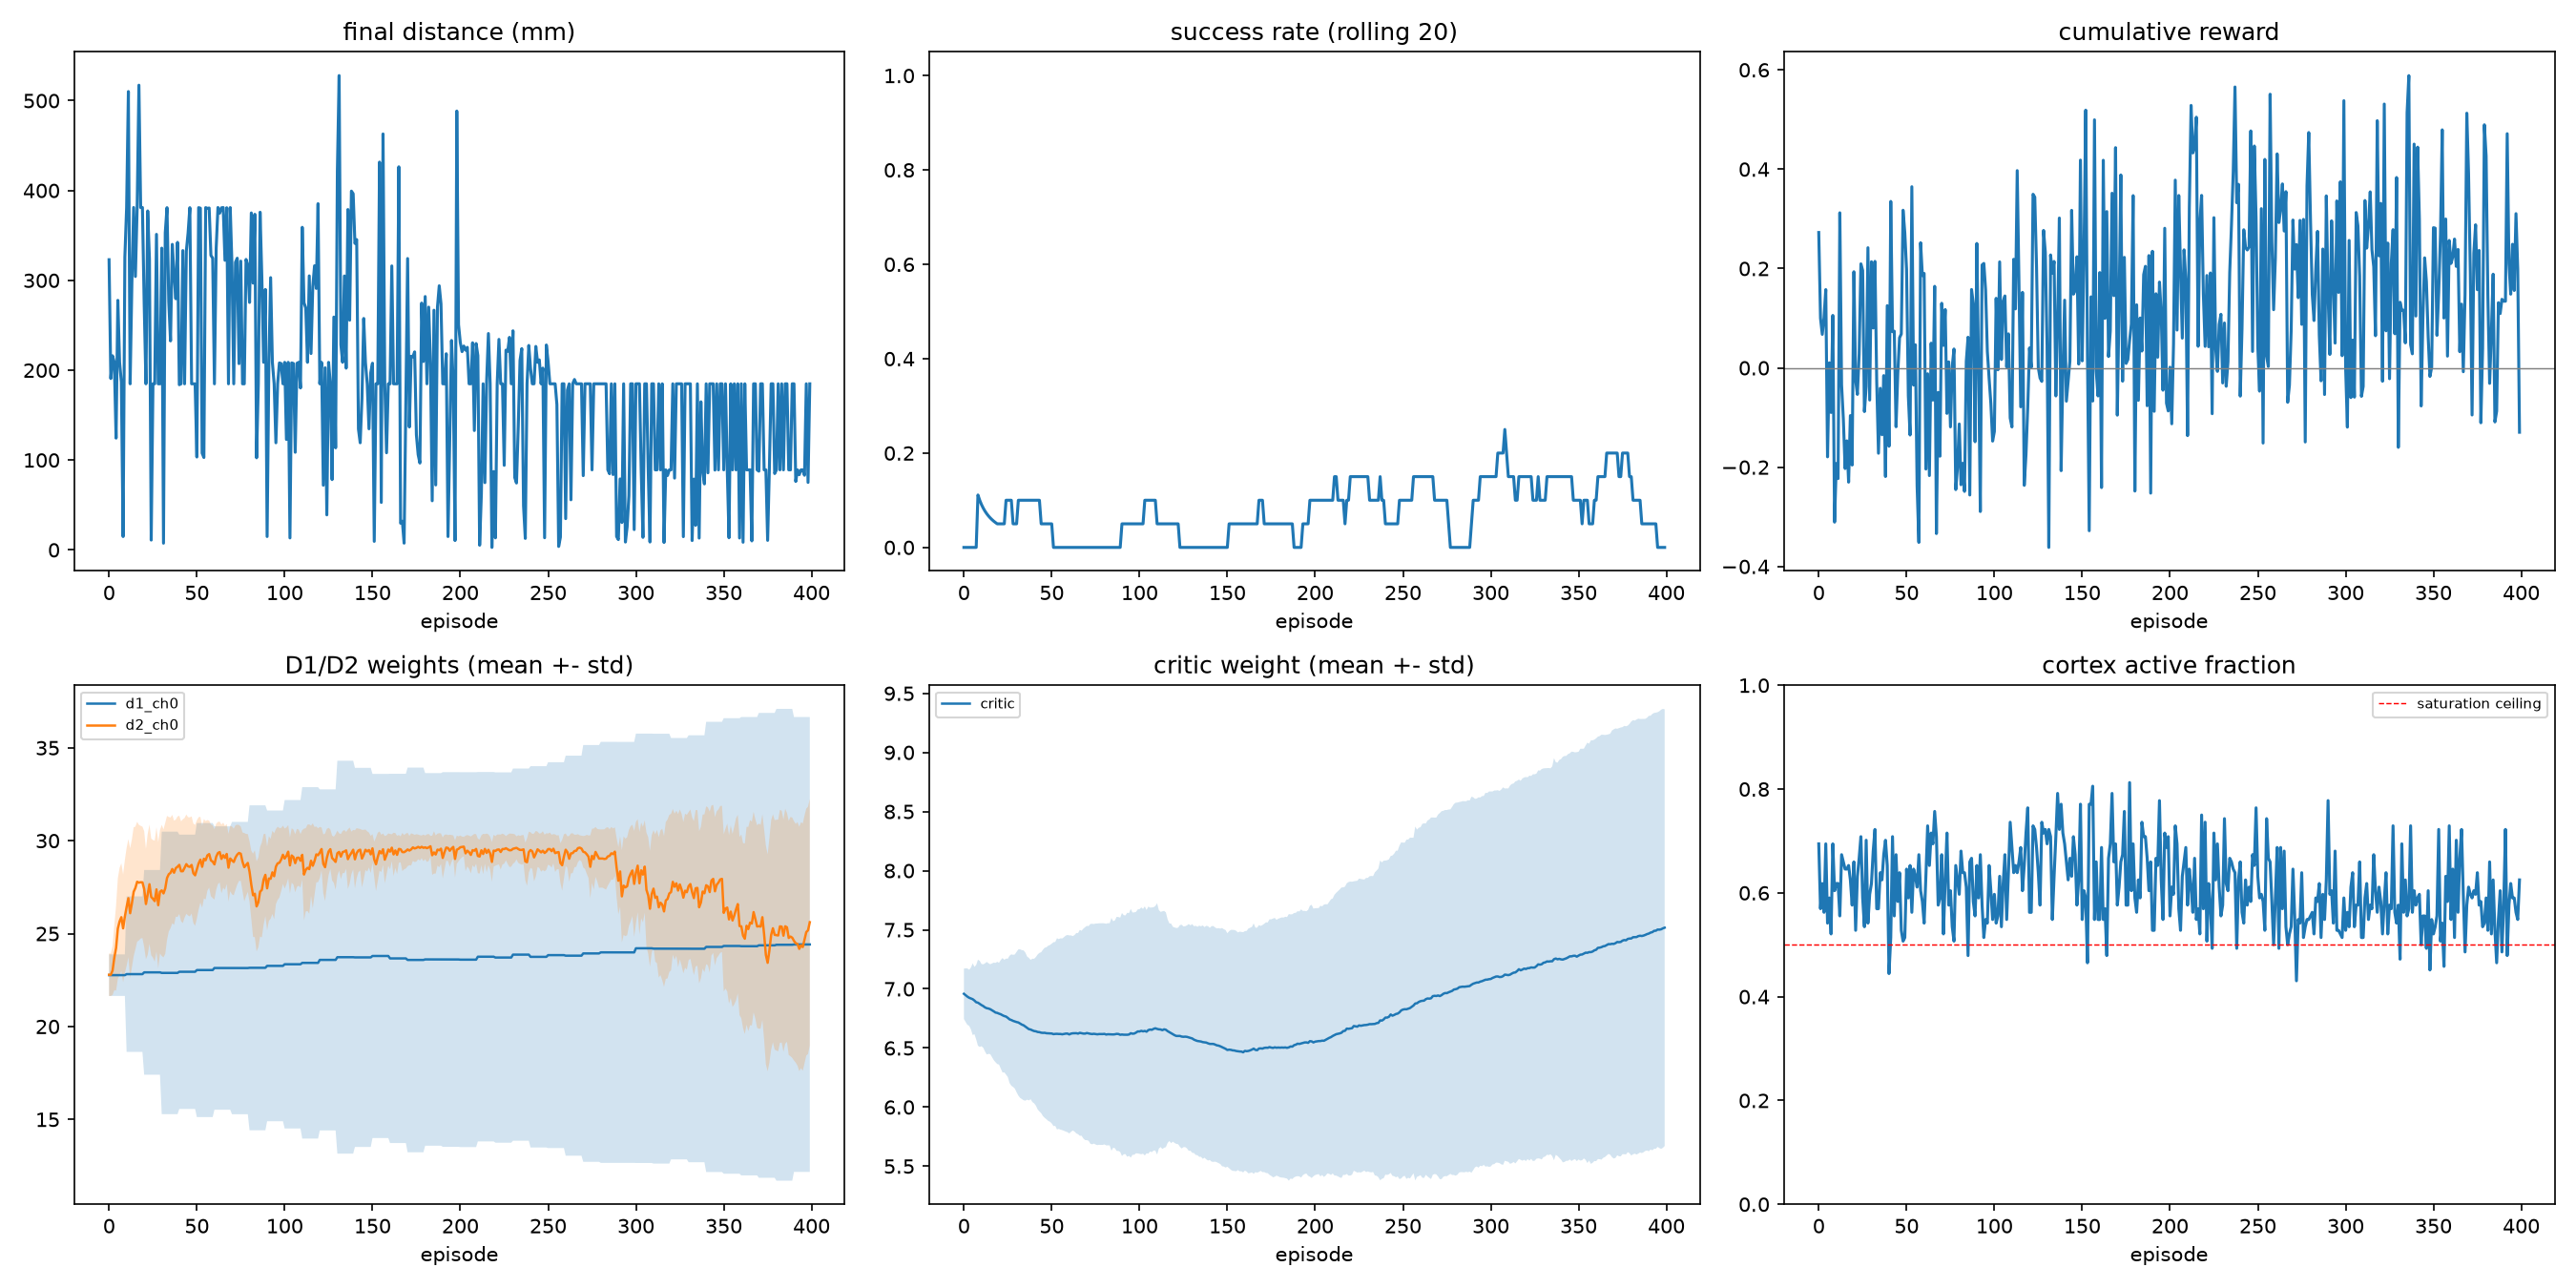 final distance (mm)
500
400
300
200
100
0
0 50 100 150 200 250 300 350 400
episode
success rate (rolling 20)
1.0
0.8
0.6
0.4
0.2
0.0
0 50 100 150 200 250 300 350 400
episode
cumulative reward
0.6
0.4
0.2
0.0
−0.2
−0.4
0 50 100 150 200 250 300 350 400
episode
D1/D2 weights (mean +- std)
d1_ch0
d2_ch0
35
30
25
20
15
0 50 100 150 200 250 300 350 400
episode
critic weight (mean +- std)
critic
9.5
9.0
8.5
8.0
7.5
7.0
6.5
6.0
5.5
0 50 100 150 200 250 300 350 400
episode
cortex active fraction
saturation ceiling
1.0
0.8
0.6
0.4
0.2
0.0
0 50 100 150 200 250 300 350 400
episode